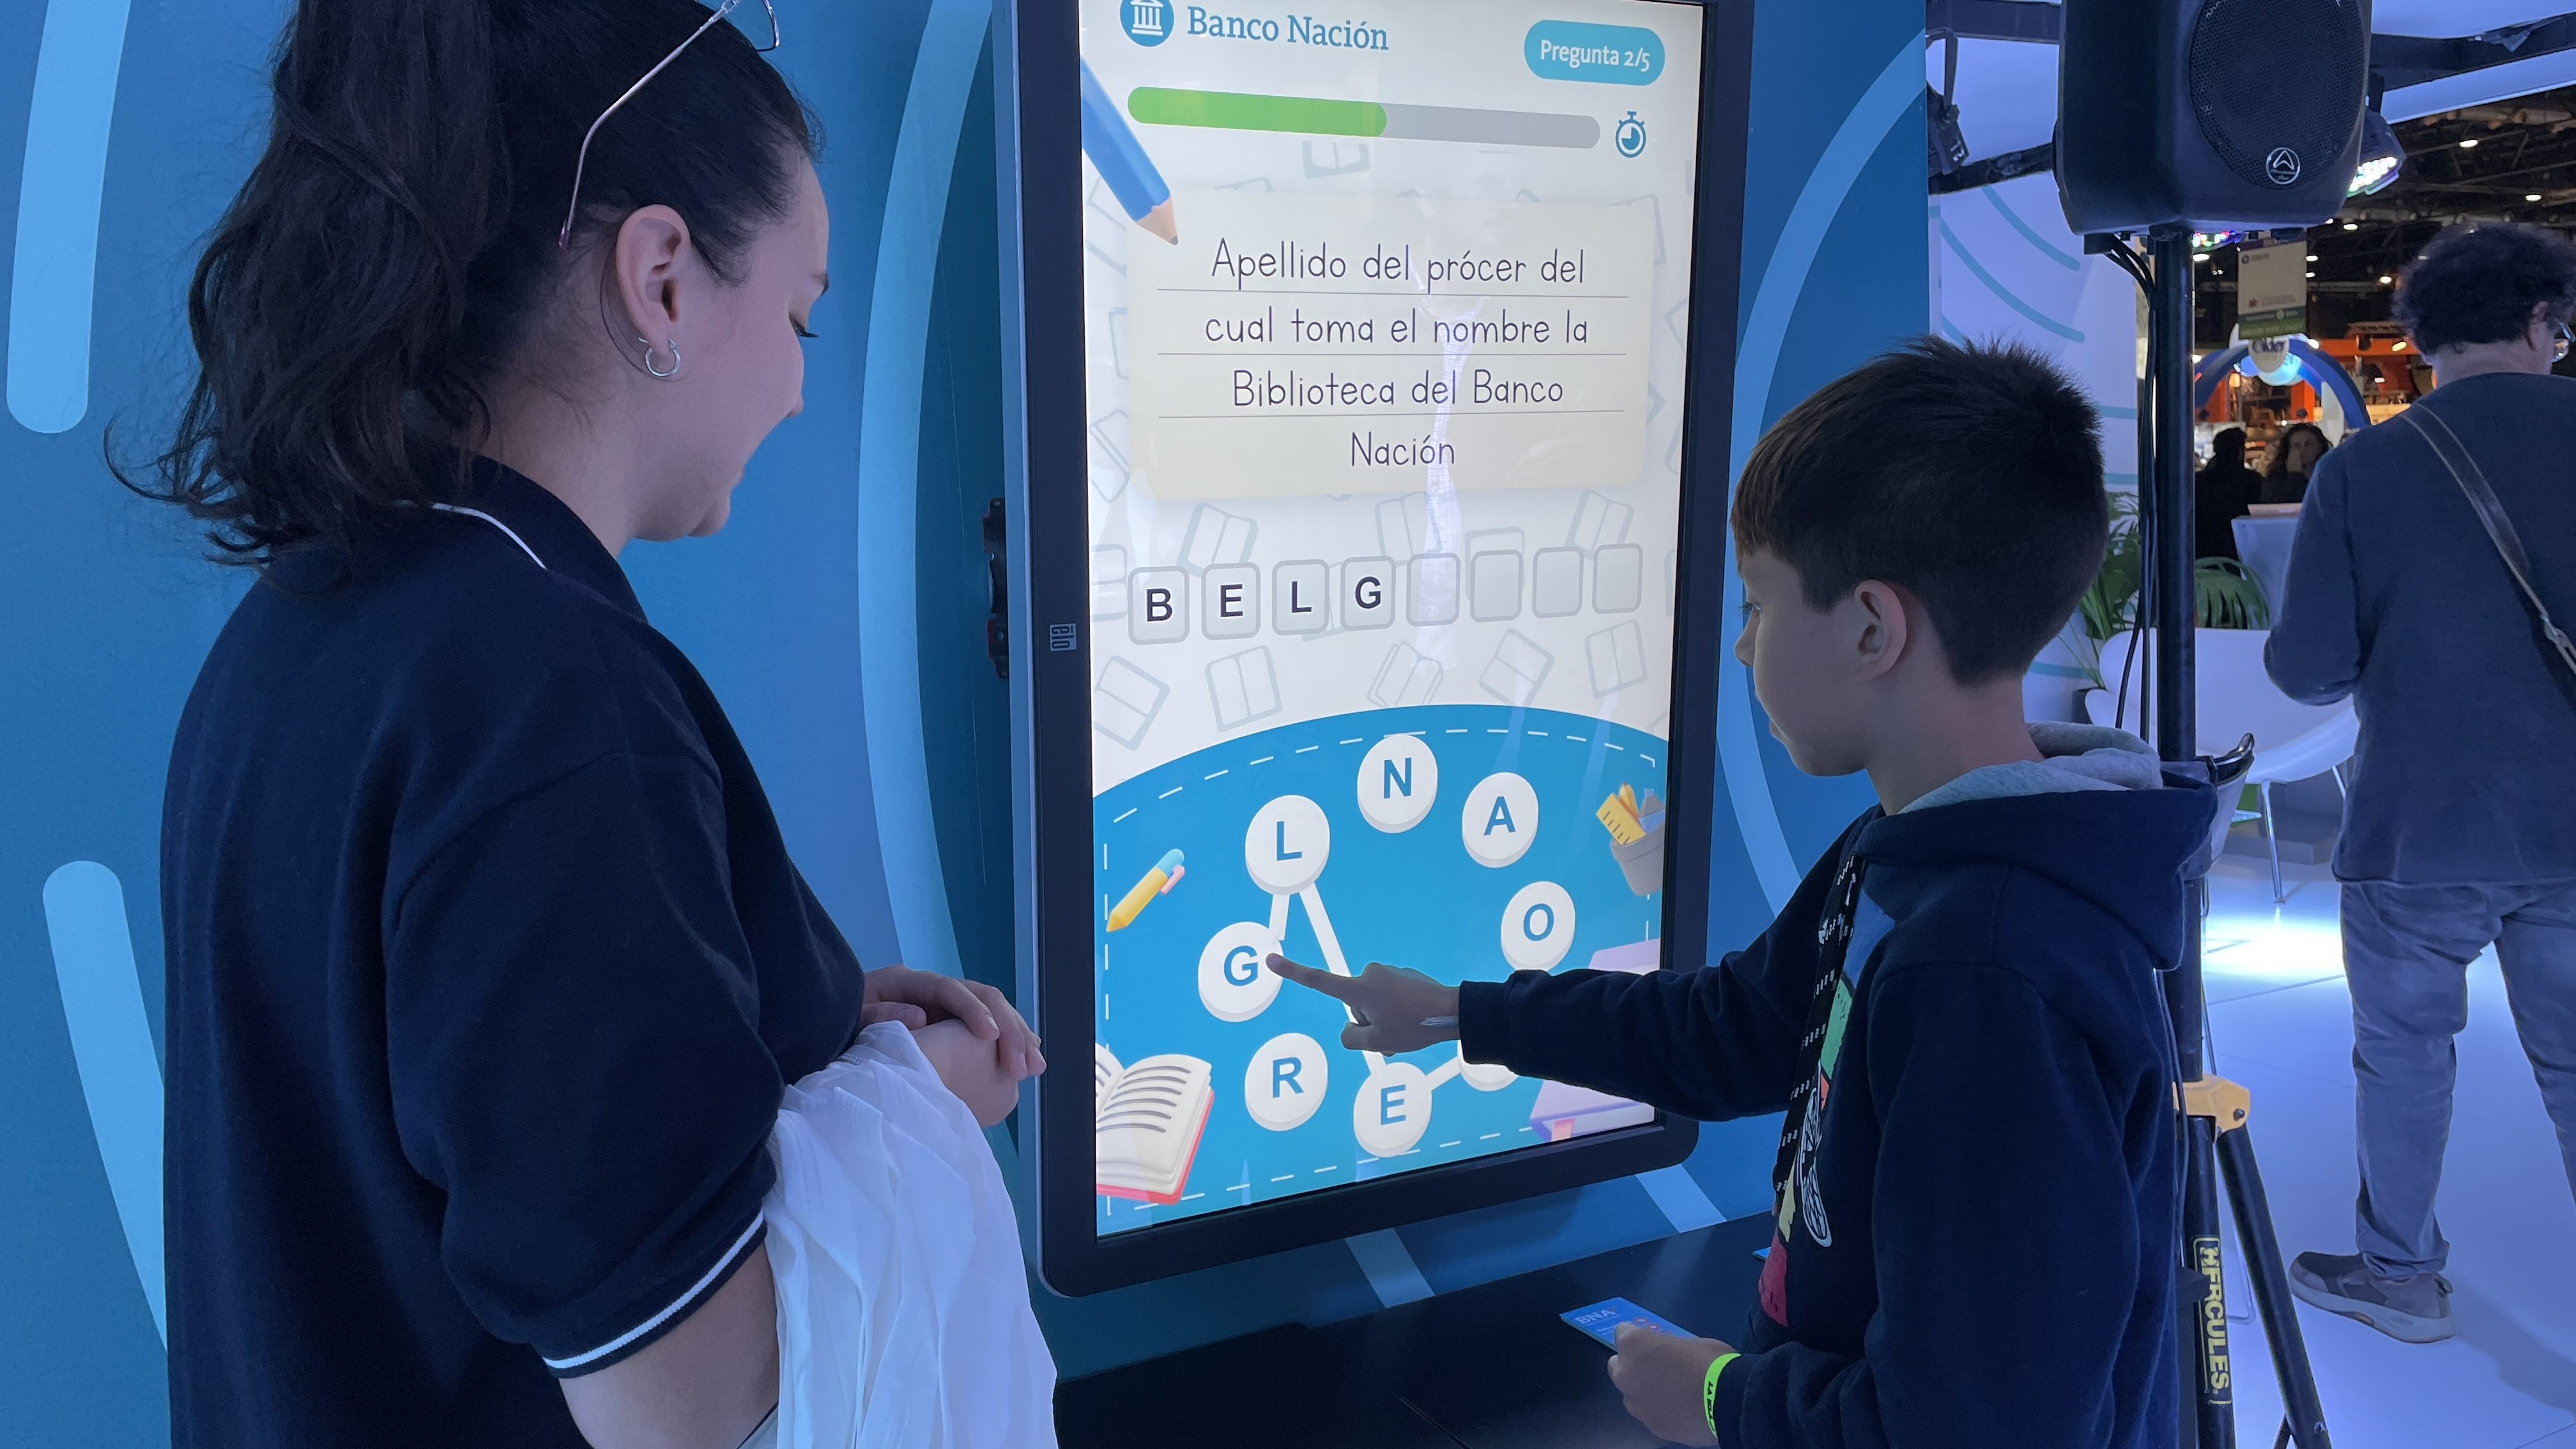 Banco Nación
Pregunta 2/5
Apellido del prócer del
cual toma el nombre la
Biblioteca del Banco
Nación
B E L G
N
A
L
O
G
R
E
elo
BNA
HERCULES.